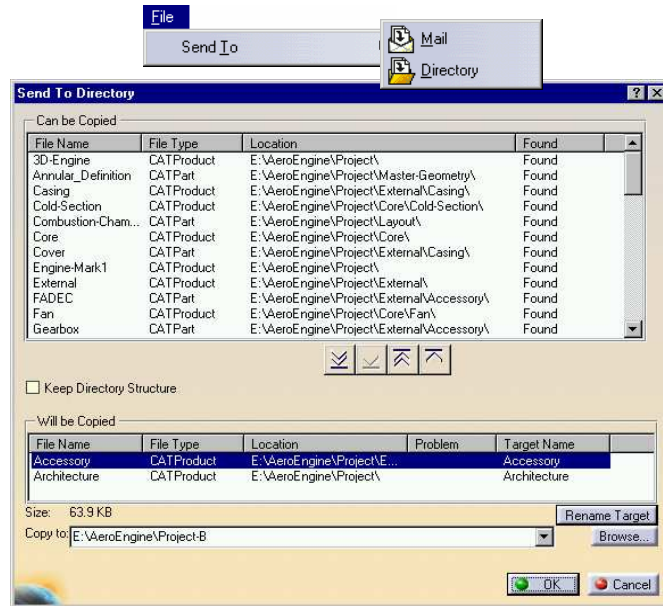 File
Send To
Mail
Directory
Send To Directory
Can be Copied
File Name File Type Location Found
3D-Engine CATProduct E:\AeroEngine\Project\ Found
Annular_Definition CATPart E:\AeroEngine\Project\Master-Geometry\ Found
Casing CATProduct E:\AeroEngine\Project\External\Casing\ Found
Cold-Section CATProduct E:\AeroEngine\Project\Core\Cold-Section\ Found
Combustion-Cham... CATPart E:\AeroEngine\Project\Layout\ Found
Core CATProduct E:\AeroEngine\Project\Core\ Found
Cover CATPart E:\AeroEngine\Project\External\Casing\ Found
Engine-Mark1 CATProduct E:\AeroEngine\Project\ Found
External CATProduct E:\AeroEngine\Project\External\ Found
FADEC CATPart E:\AeroEngine\Project\External\Accessory\ Found
Fan CATProduct E:\AeroEngine\Project\Core\Fan\ Found
Gearbox CATPart E:\AeroEngine\Project\External\Accessory\ Found
Keep Directory Structure
Will be Copied
File Name File Type Location Problem Target Name
Accessory CATProduct E:\AeroEngine\Project\E... Accessory
Architecture CATProduct E:\AeroEngine\Project\ Architecture
Size: 63.9 KB
Rename Target
Copy to: E:\AeroEngine\Project-B
Browse...
OK Cancel